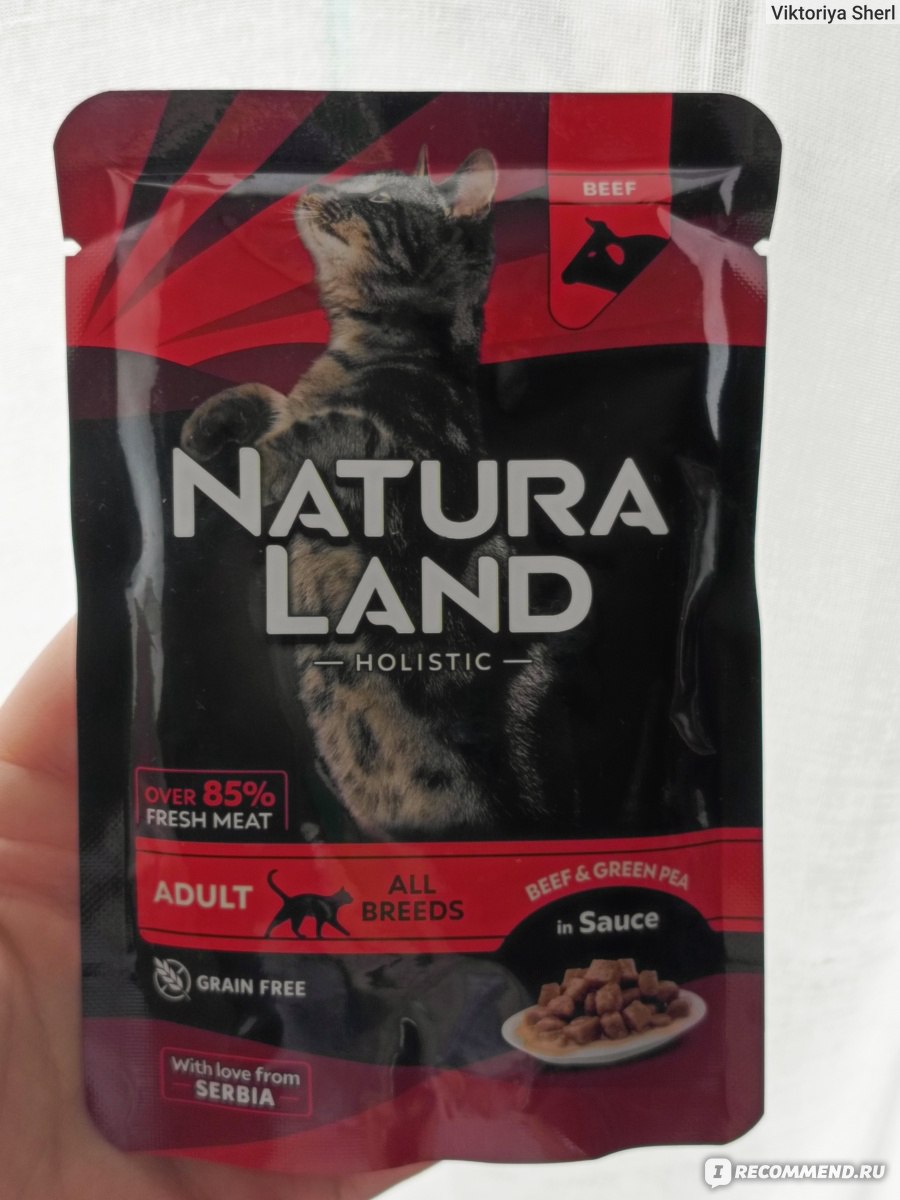 Viktoriya Sherl
BEEF
NATURA
LAND
— HOLISTIC —
OVER 85%
FRESH MEAT
ADULT
ALL
BREEDS
BEEF & GREEN PEA
in Sauce
GRAIN FREE
With love from
SERBIA
IRECOMMEND.RU